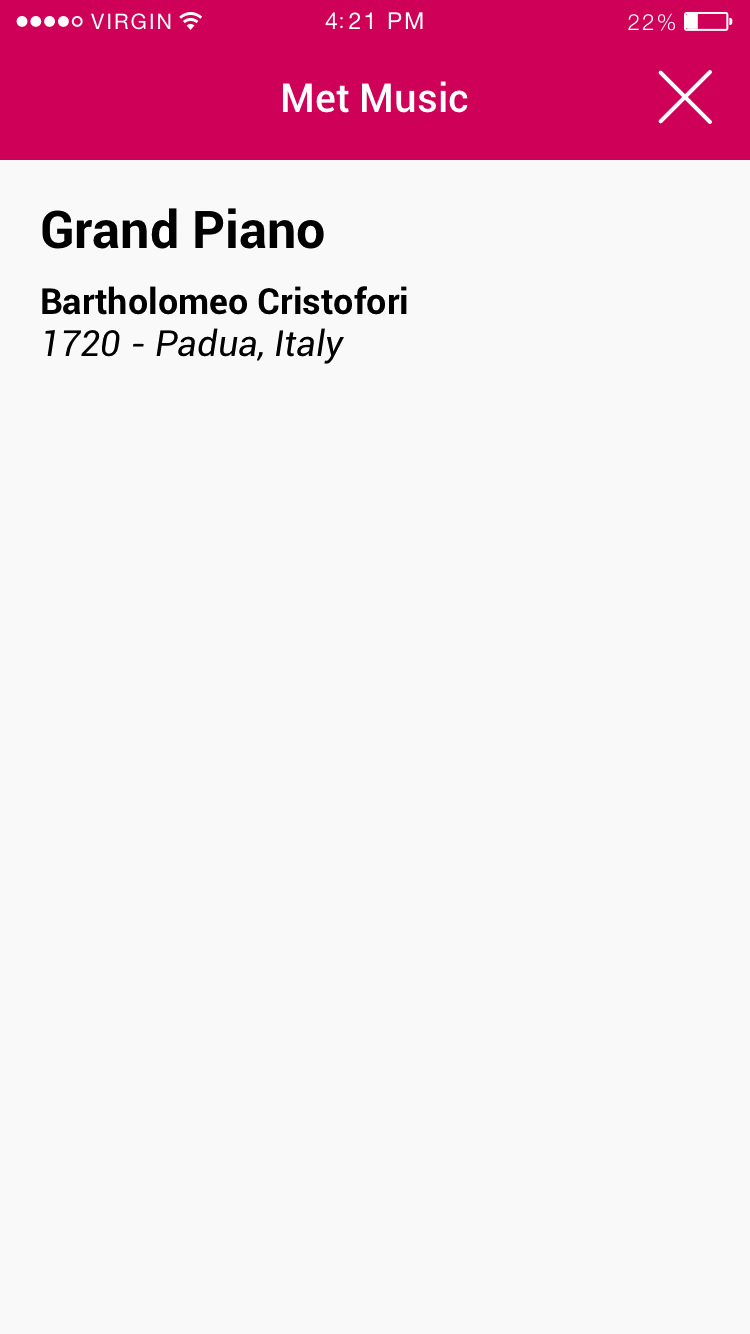 VIRGIN 4:21 PM 22%
Met Music
Grand Piano
Bartholomeo Cristofori
1720 - Padua, Italy